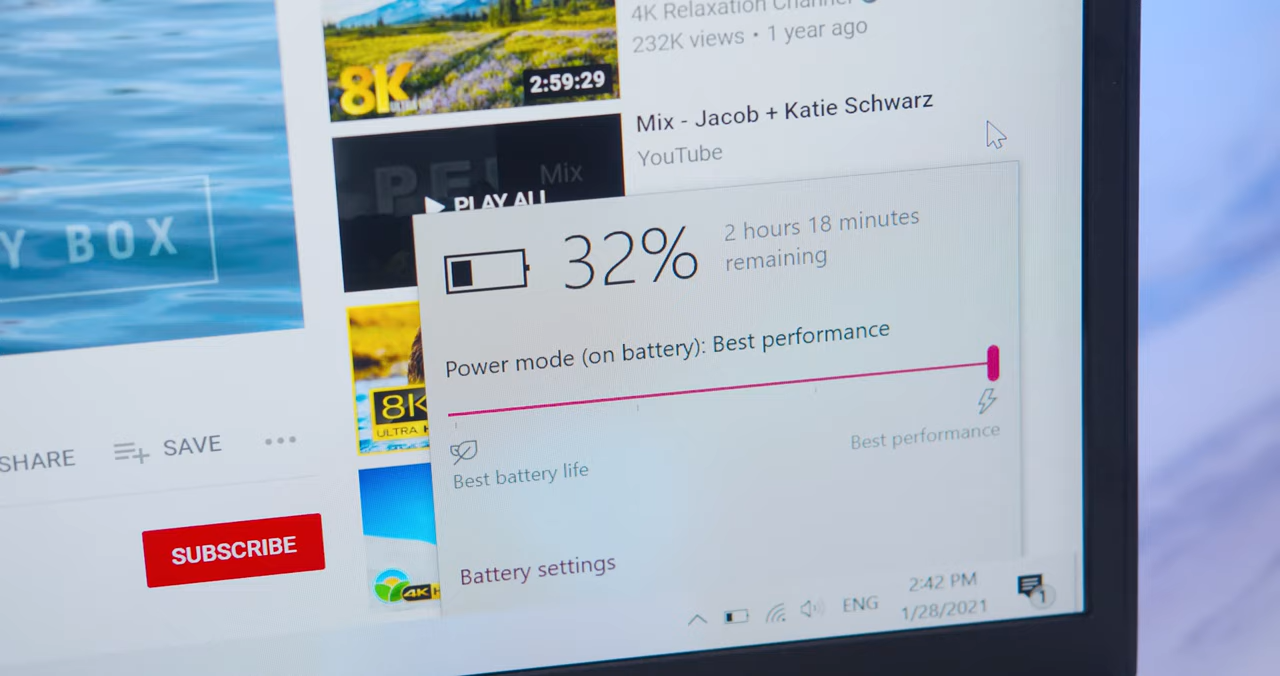 4K Relaxation Channel
232K views • 1 year ago
8K
2:59:29
Mix - Jacob + Katie Schwarz
YouTube
Mix
PLAY ALL
Y BOX
32%
2 hours 18 minutes
remaining
Power mode (on battery): Best performance
Best battery life
Best performance
8K
ULTRA
SHARE
SAVE
SUBSCRIBE
4K
Battery settings
ENG
2:42 PM
1/28/2021
1